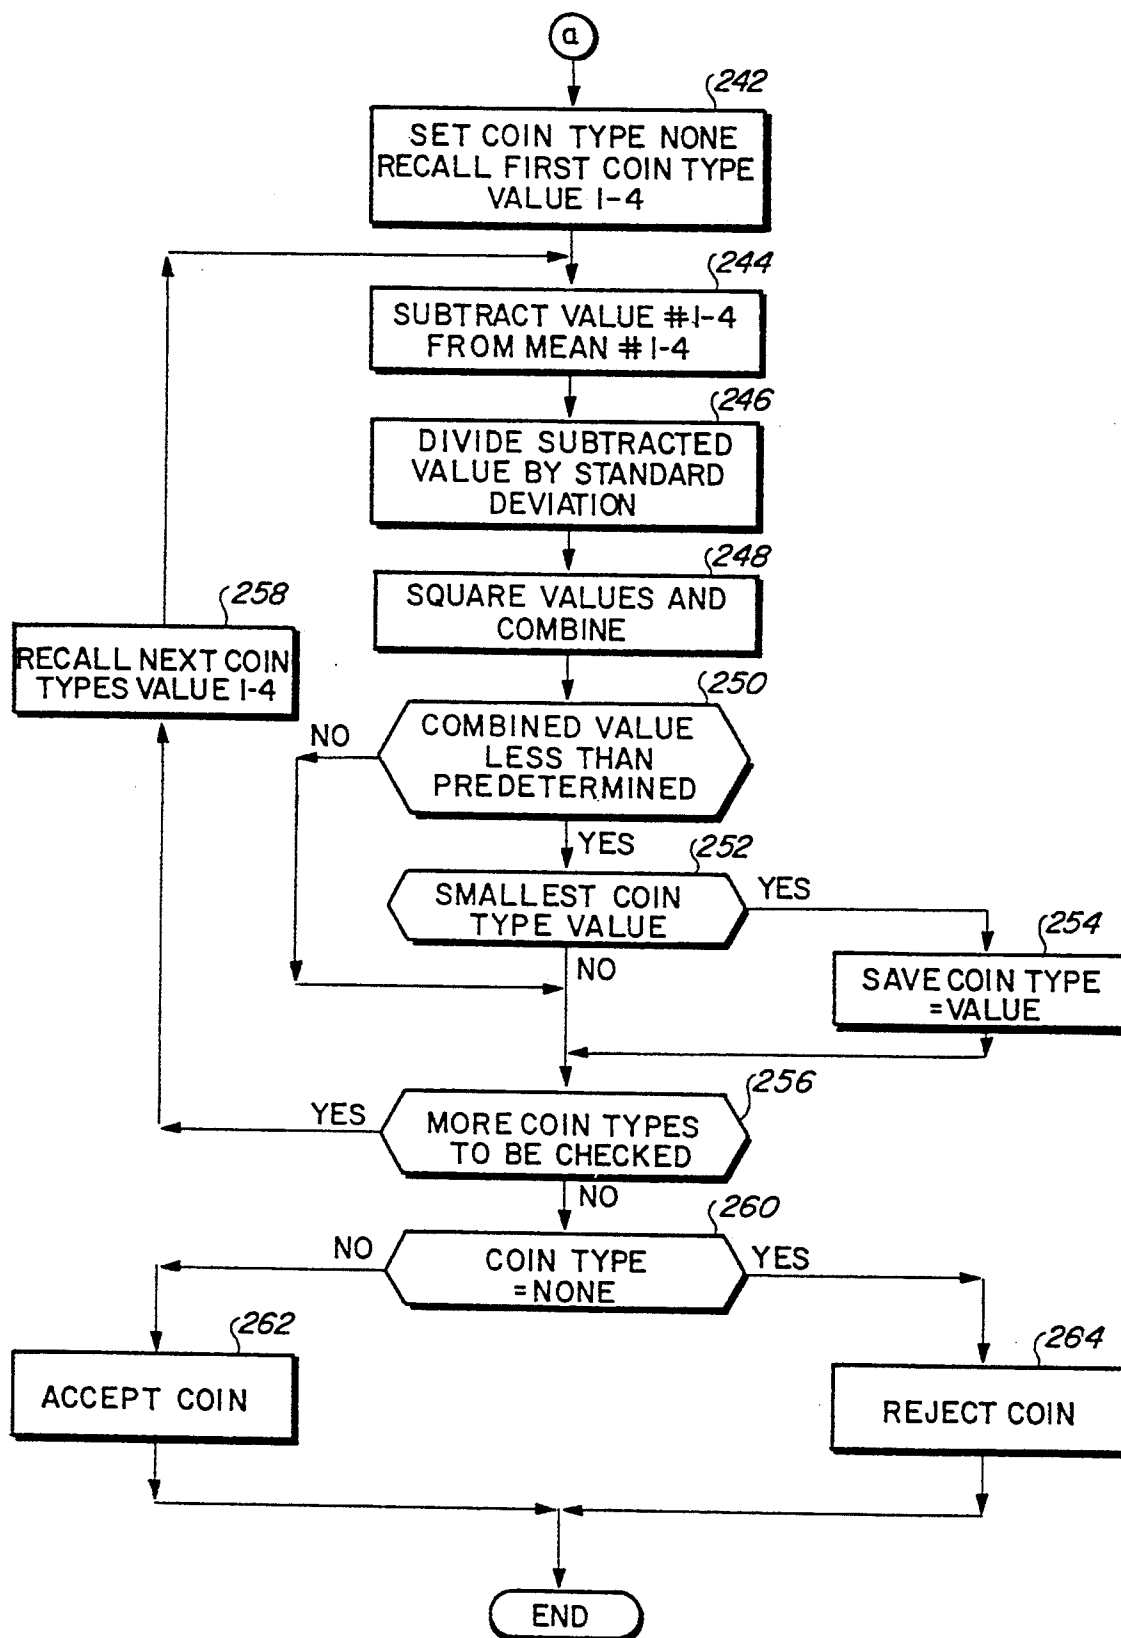 a
242
SET COIN TYPE NONE
RECALL FIRST COIN TYPE
VALUE 1-4
244
SUBTRACT VALUE #1-4
FROM MEAN #1-4
246
DIVIDE SUBTRACTED
VALUE BY STANDARD
DEVIATION
248
SQUARE VALUES AND
COMBINE
258
RECALL NEXT COIN
TYPES VALUE 1-4
250
COMBINED VALUE
LESS THAN
PREDETERMINED
NO
YES
252
SMALLEST COIN
TYPE VALUE
YES
NO
254
SAVE COIN TYPE
=VALUE
256
MORE COIN TYPES
TO BE CHECKED
YES
NO
260
COIN TYPE
=NONE
NO
YES
262
ACCEPT COIN
264
REJECT COIN
END